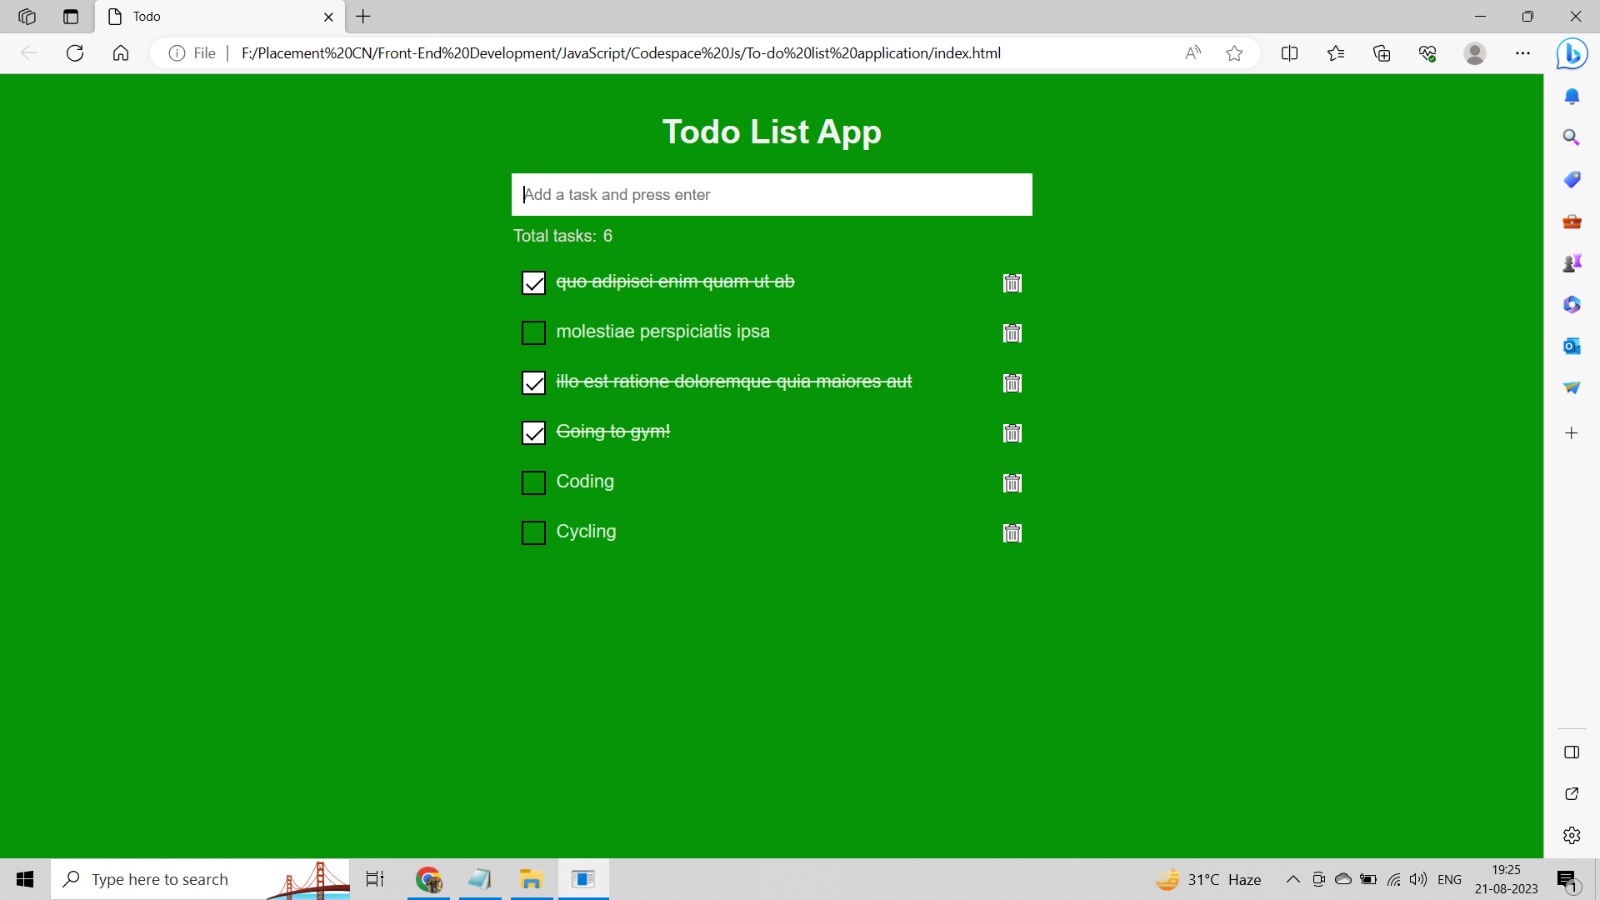 Todo
File
F:/Placement%20CN/Front-End%20Development/JavaScript/Codespace%20Js/To-do%20list%20application/index.html
Todo List App
Add a task and press enter
Total tasks: 6
quo adipisci enim quam ut ab
molestiae perspiciatis ipsa
illo est ratione doloremque quia maiores aut
Going to gym!
Coding
Cycling
Type here to search
31°C Haze
ENG
19:25
21-08-2023
1